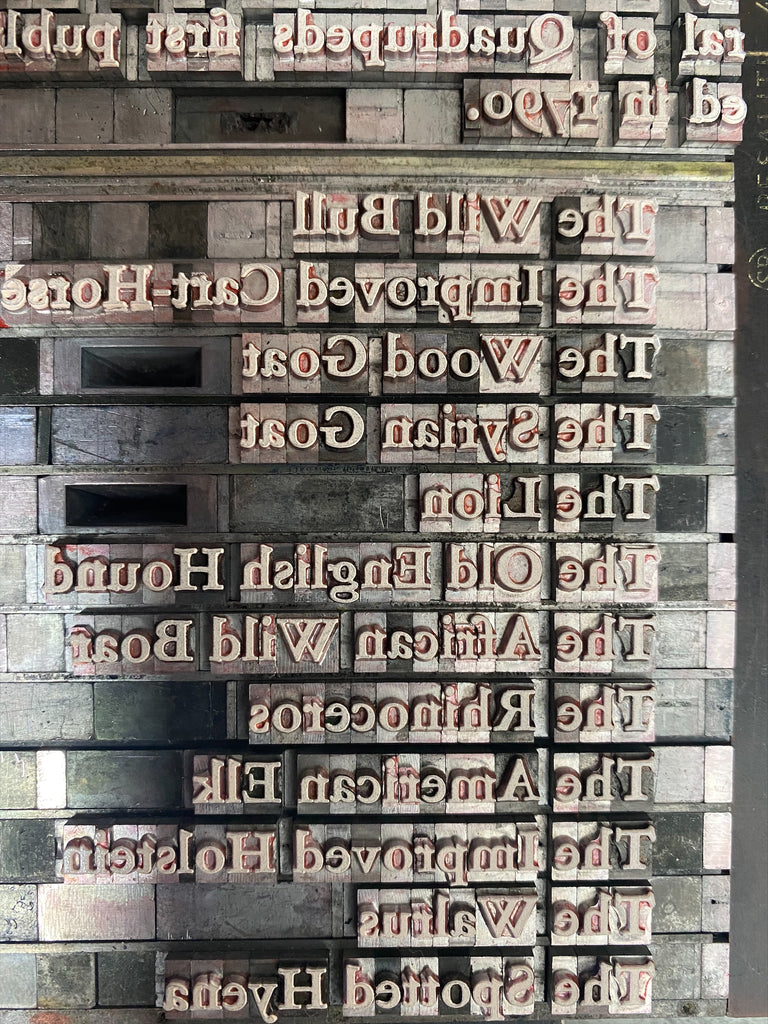 ral of Quadrupeds first publi
ed in 1790.
The Wild Bull
The Improved Cart-Horse
The Wood Goat
The Syrian Goat
The Lion
The Old English Hound
The African Wild Boar
The Rhinoceros
The American Elk
The Improved Holstein
The Walrus
The Spotted Hyena